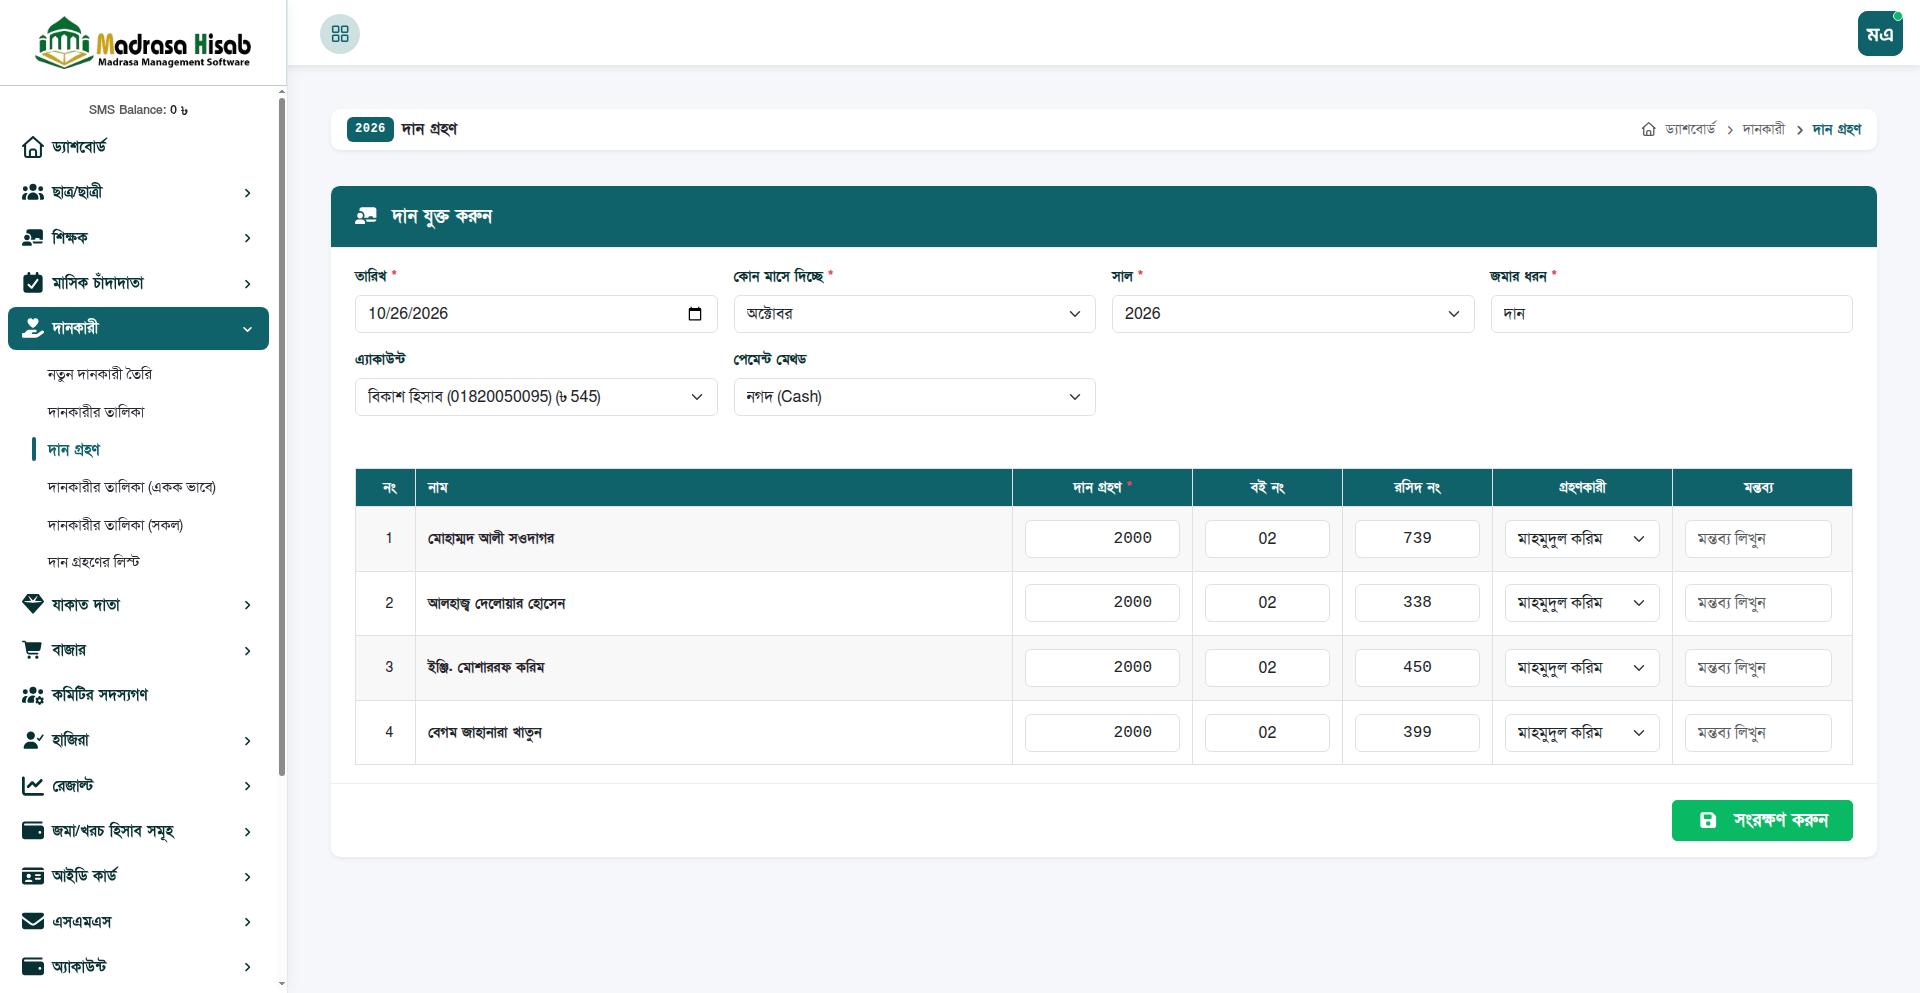 Madrasa Hisab
Madrasa Management Software
SMS Balance: 0 ৳
ড্যাশবোর্ড
ছাত্র/ছাত্রী
শিক্ষক
মাসিক চাঁদাদাতা
দানকারী
নতুন দানকারী তৈরি
দানকারীর তালিকা
দান গ্রহণ
দানকারীর তালিকা (একক ভাবে)
দানকারীর তালিকা (সকল)
দান গ্রহণের লিস্ট
যাকাত দাতা
বাজার
কমিটির সদস্যগণ
হাজিরা
রেজাল্ট
জমা/খরচ হিসাব সমূহ
আইডি কার্ড
এসএমএস
অ্যাকাউন্ট
মএ
2026 দান গ্রহণ
ড্যাশবোর্ড > দানকারী > দান গ্রহণ
দান যুক্ত করুন
তারিখ * কোন মাসে দিচ্ছে * সাল * জমার ধরন *
10/26/2026 অক্টোবর 2026 দান
এ্যাকাউন্ট পেমেন্ট মেথড
বিকাশ হিসাব (01820050095) (৳ 545) নগদ (Cash)
নং নাম দান গ্রহণ * বই নং রসিদ নং গ্রহণকারী মন্তব্য
1 মোহাম্মদ আলী সওদাগর 2000 02 739 মাহমুদুল করিম মন্তব্য লিখুন
2 আলহাজ্ব দেলোয়ার হোসেন 2000 02 338 মাহমুদুল করিম মন্তব্য লিখুন
3 ইঞ্জি. মোশাররফ করিম 2000 02 450 মাহমুদুল করিম মন্তব্য লিখুন
4 বেগম জাহানারা খাতুন 2000 02 399 মাহমুদুল করিম মন্তব্য লিখুন
সংরক্ষণ করুন